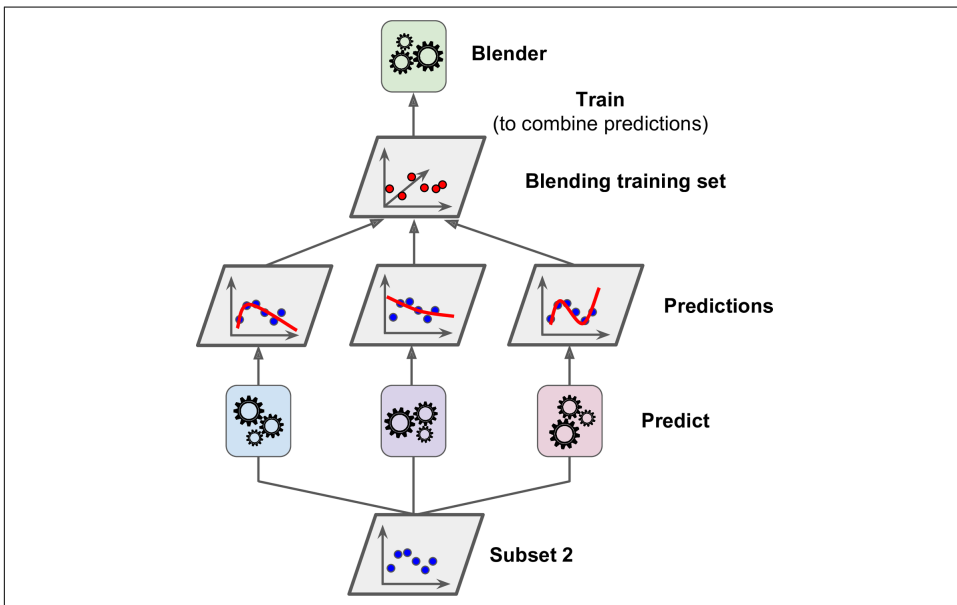 Blender
Train
(to combine predictions)
Blending training set
Predictions
Predict
Subset 2